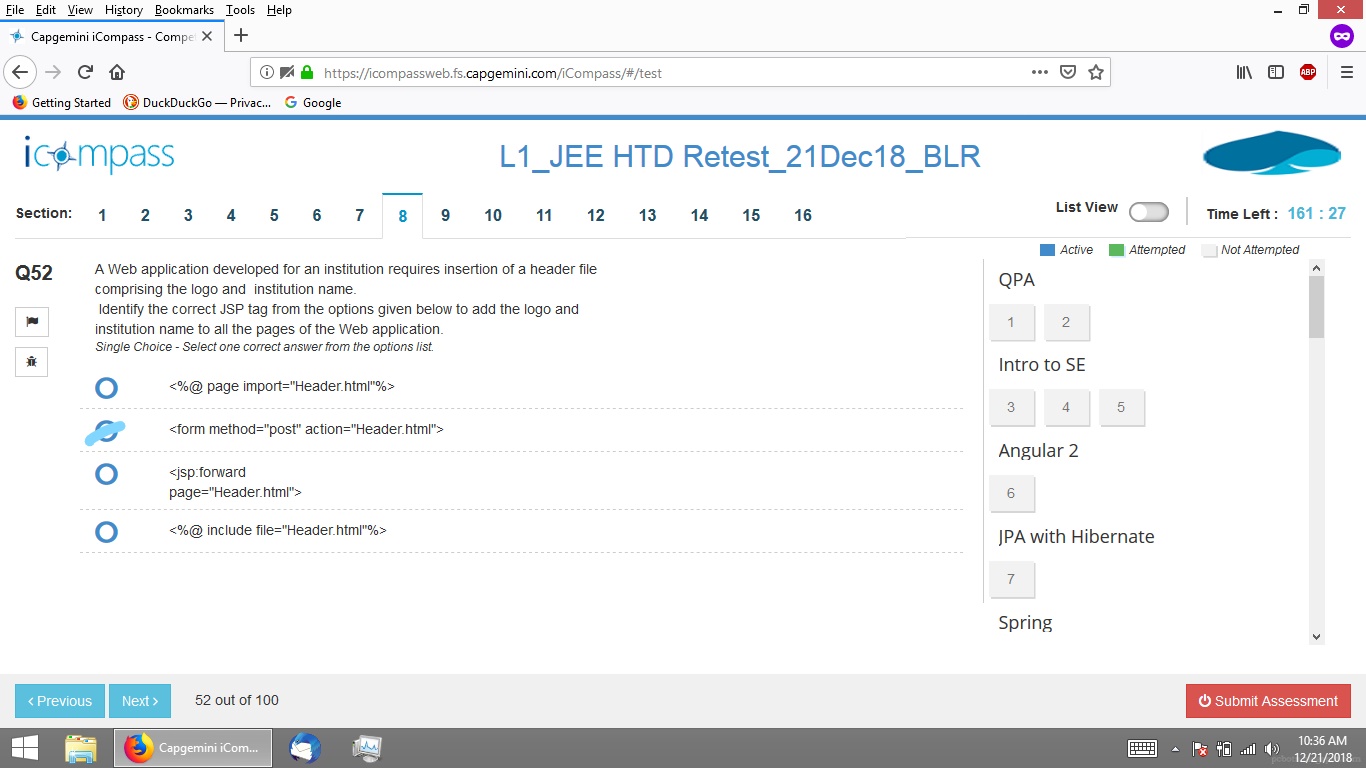 File Edit View History Bookmarks Tools Help
Capgemini iCompass - Compe
https://icompassweb.fs.capgemini.com/iCompass/#/test
ABP
Getting Started DuckDuckGo — Privac... Google
icompass
L1_JEE HTD Retest_21Dec18_BLR
Section: 1 2 3 4 5 6 7 8 9 10 11 12 13 14 15 16
List View
Time Left : 161 : 27
Active Attempted Not Attempted
Q52
A Web application developed for an institution requires insertion of a header file
comprising the logo and institution name.
Identify the correct JSP tag from the options given below to add the logo and
institution name to all the pages of the Web application.
Single Choice - Select one correct answer from the options list.
<%@ page import="Header.html"%>
<form method="post" action="Header.html">
<jsp:forward
page="Header.html">
<%@ include file="Header.html"%>
QPA
1 2
Intro to SE
3 4 5
Angular 2
6
JPA with Hibernate
7
Spring
Previous Next 52 out of 100
Submit Assessment
Capgemini iCom...
10:36 AM
12/21/2018